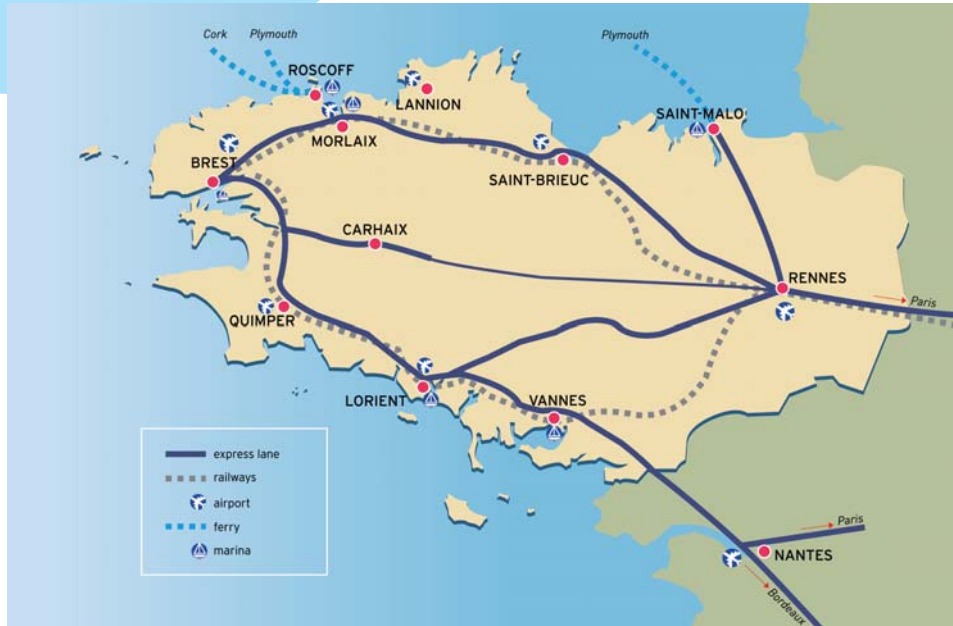 Cork
Plymouth
Plymouth
ROSCOFF
LANNION
SAINT-MALO
MORLAIX
BREST
SAINT-BRIEUC
CARHAIX
RENNES
Paris
QUIMPER
LORIENT
VANNES
express lane
railways
airport
ferry
marina
Paris
NANTES
Bordeaux